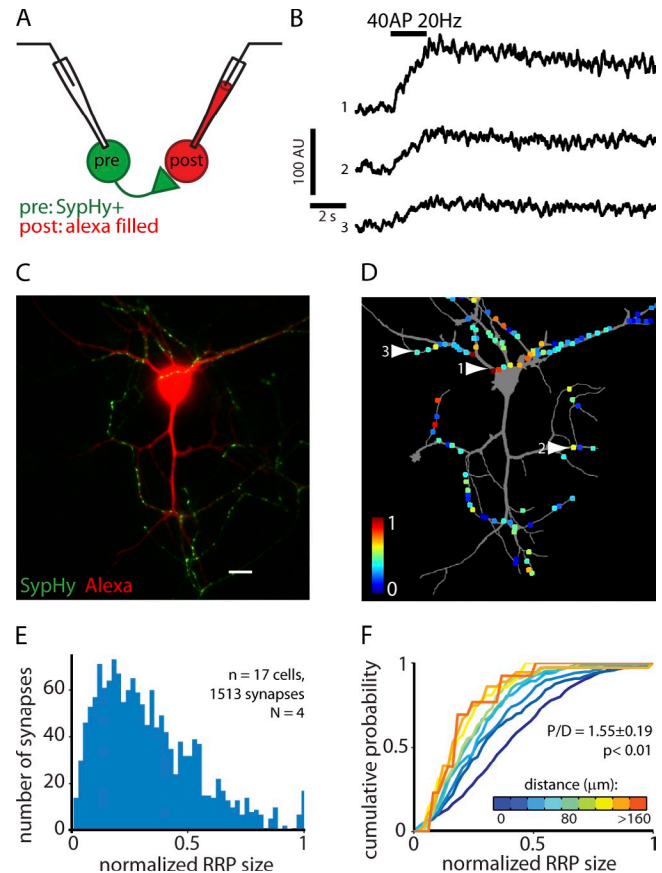 A
pre
post
pre: SypHy+
post: alexa filled
B
40AP 20Hz
1
100 AU
2
2 s
3
C
SypHy Alexa
D
3
1
2
1
0
E
number of synapses
60
40
20
0
n = 17 cells,
1513 synapses
N = 4
0 0.5 1
normalized RRP size
F
cumulative probability
1
0.5
0
P/D = 1.55±0.19
p< 0.01
distance (µm):
0 80 >160
0 0.5 1
normalized RRP size